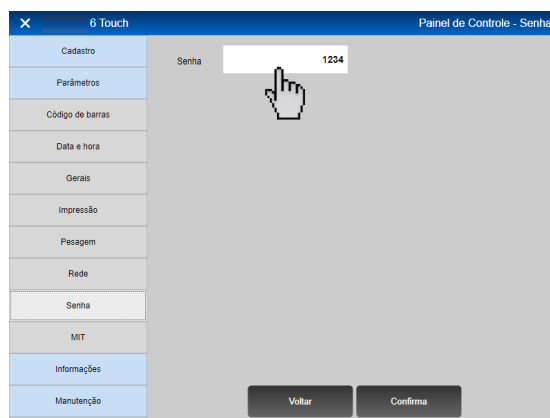 × 6 Touch Painel de Controle - Senha
Cadastro
Senha 1234
Parâmetros
Código de barras
Data e hora
Gerais
Impressão
Pesagem
Rede
Senha
MIT
Informações
Manutenção
Voltar Confirma